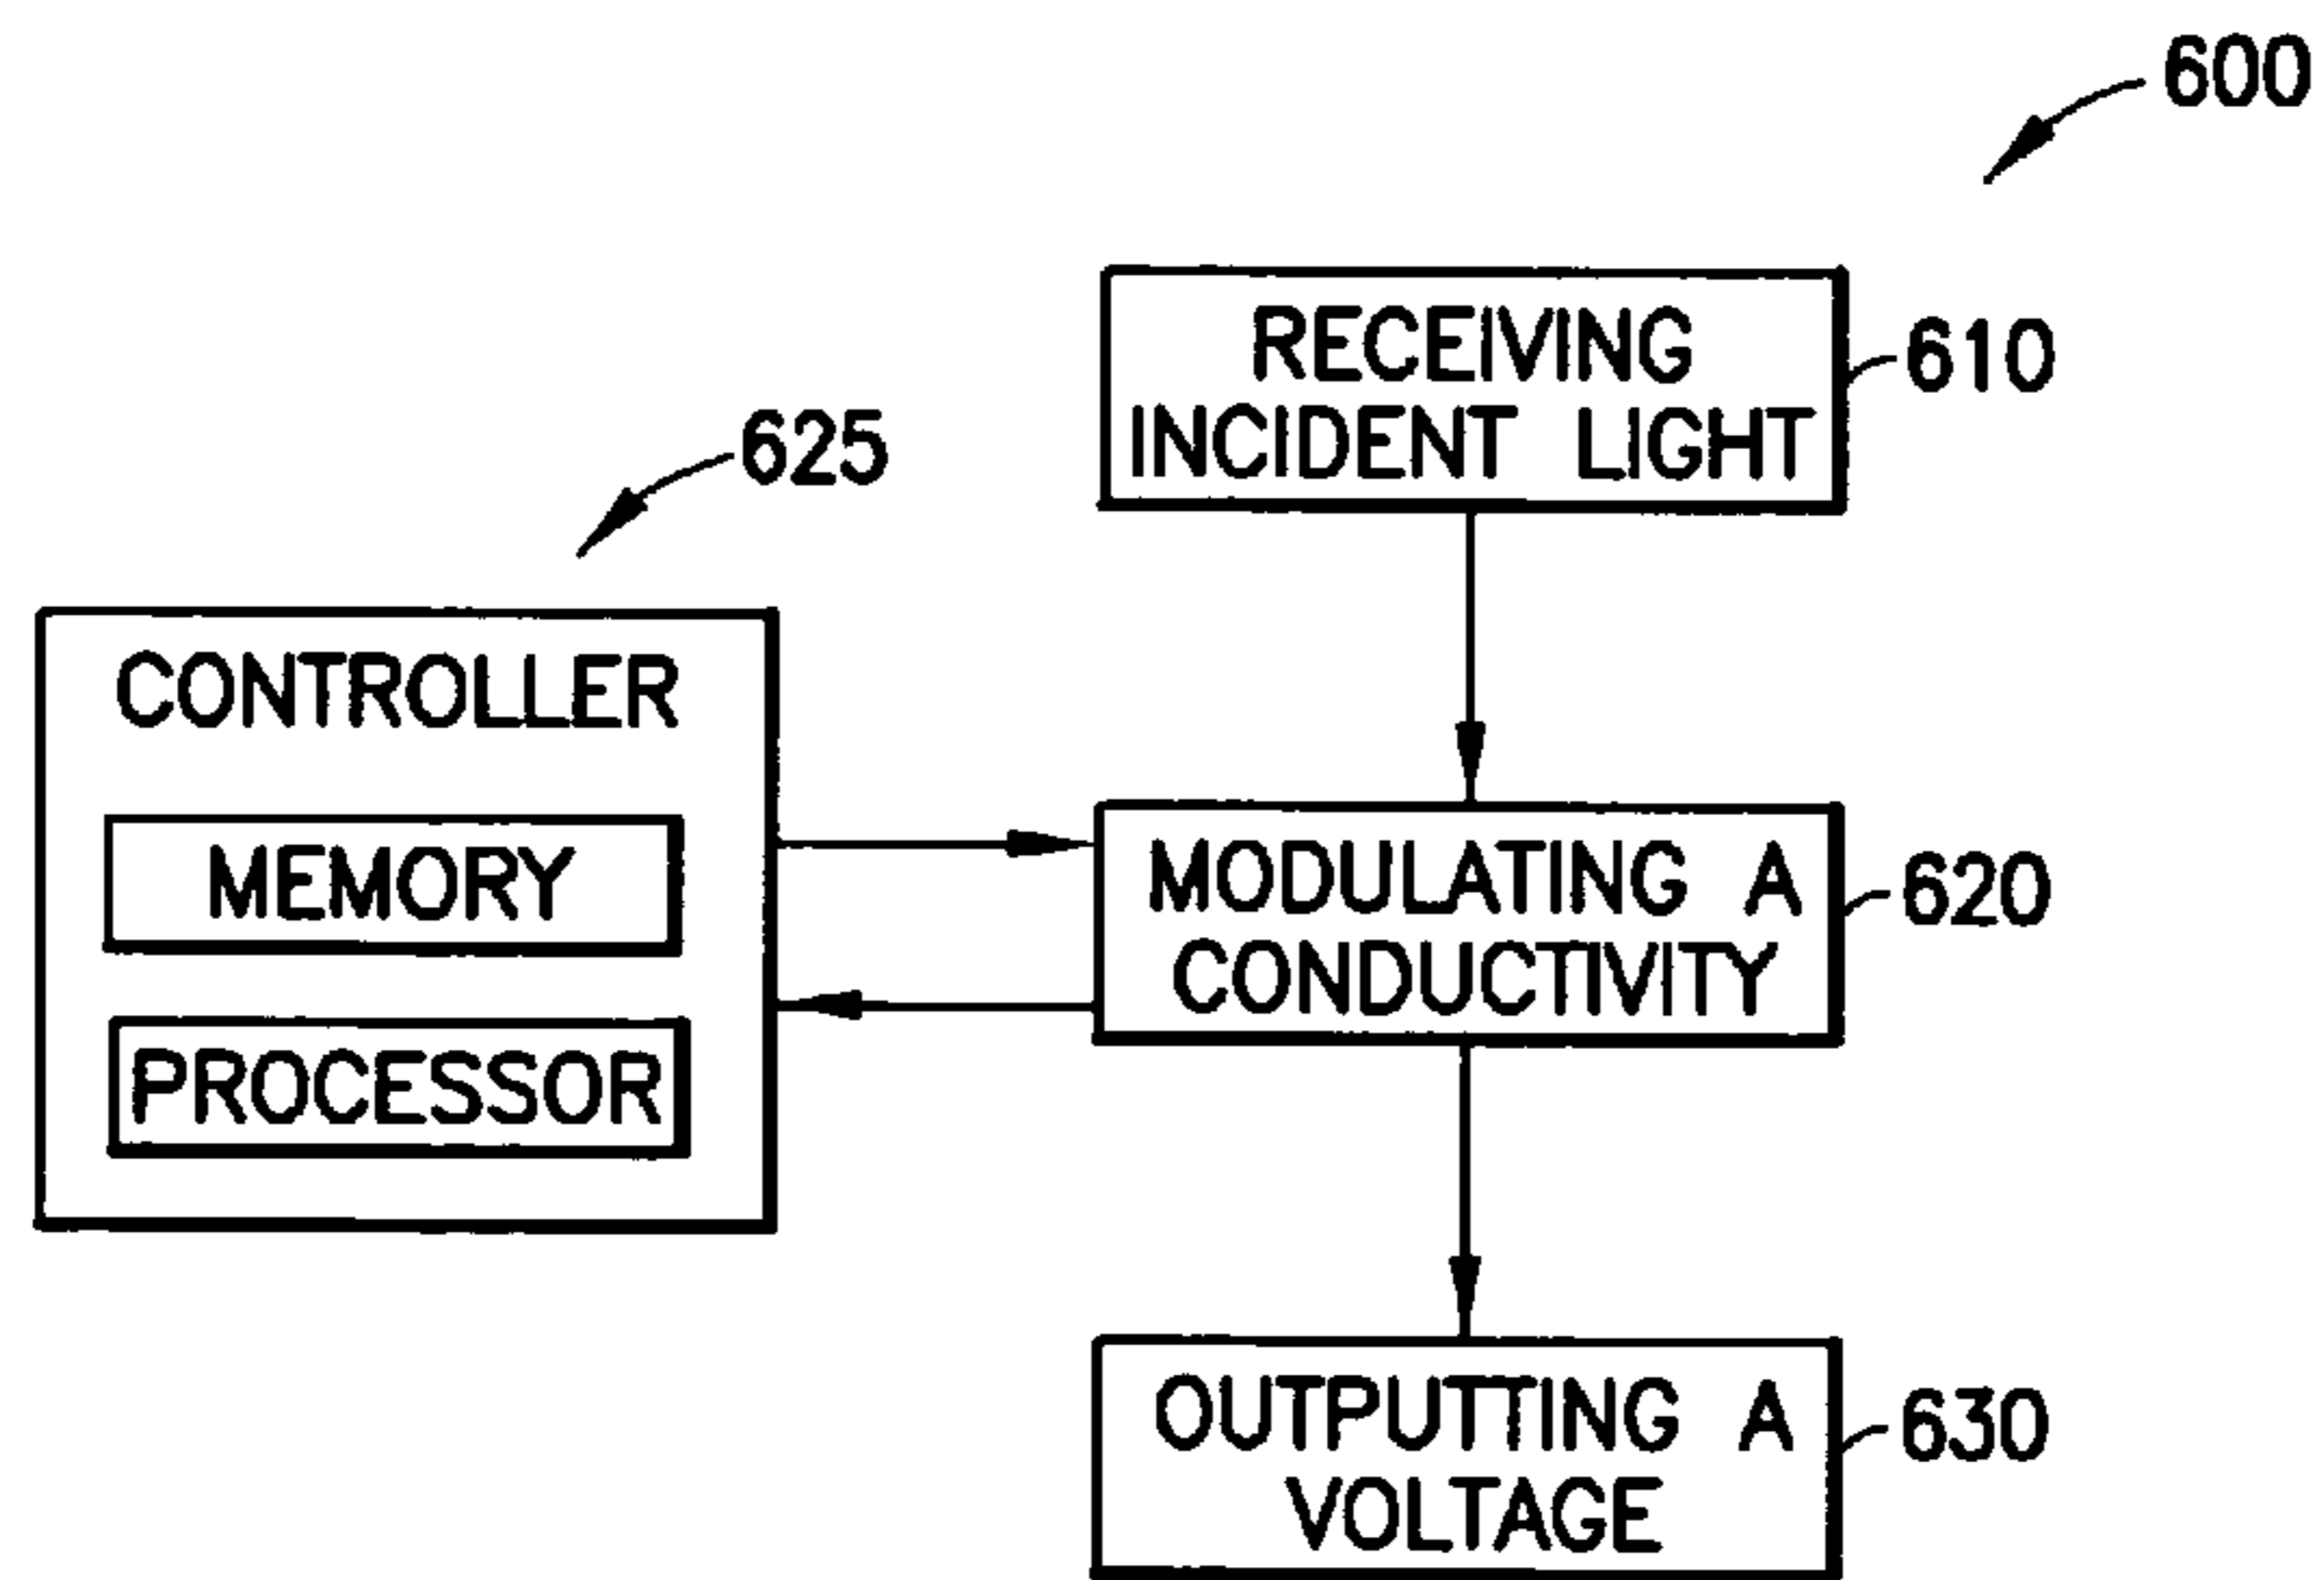 600
RECEIVING
INCIDENT LIGHT
610
625
CONTROLLER
MEMORY
PROCESSOR
MODULATING A
CONDUCTIVITY
620
OUTPUTTING A
VOLTAGE
630